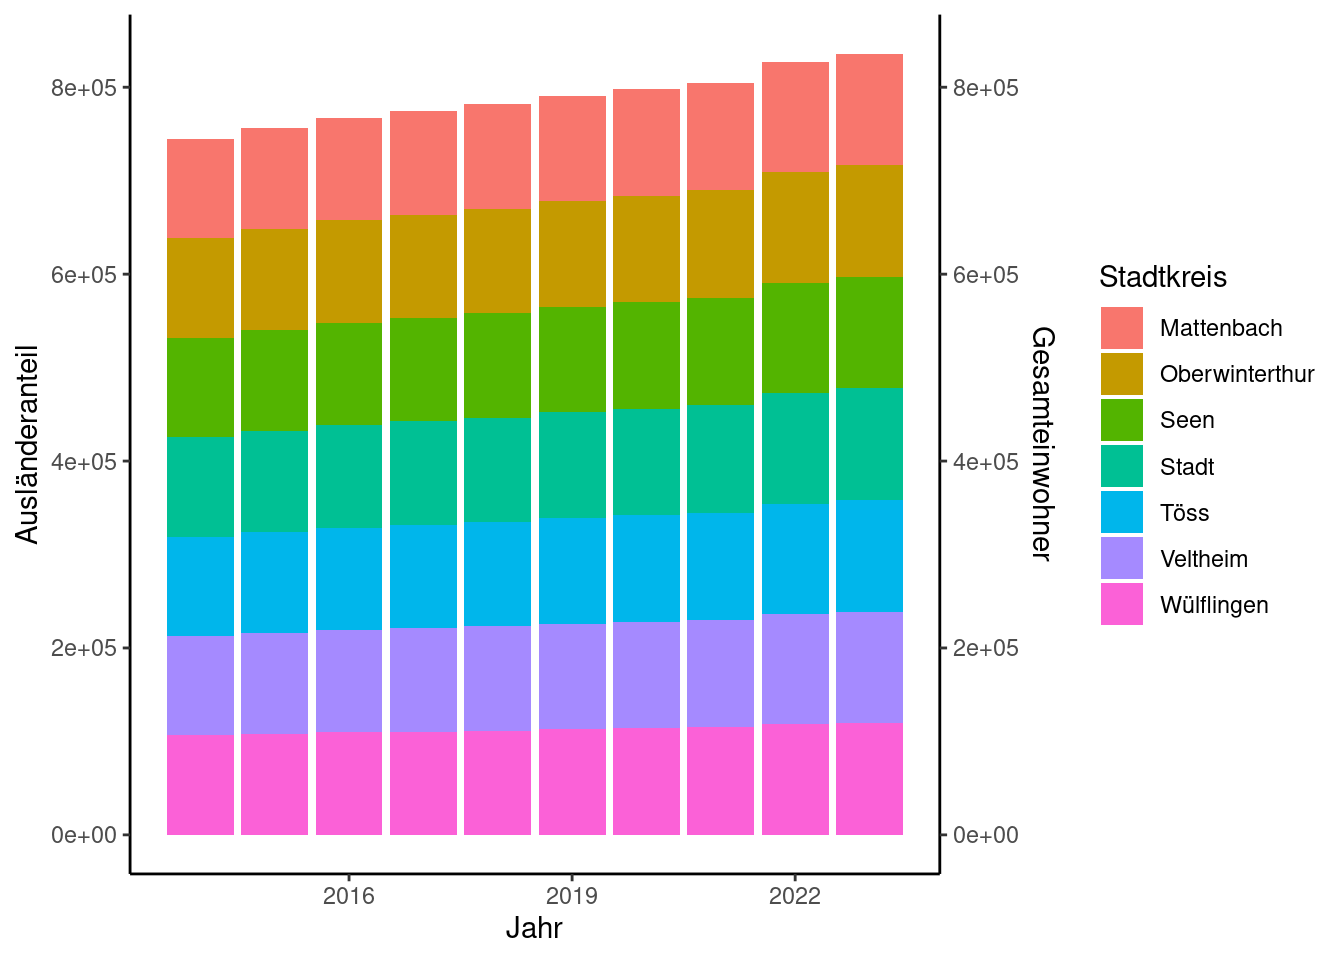 8e+05
6e+05
4e+05
2e+05
0e+00
Ausländeranteil
2016
2019
2022
Jahr
8e+05
6e+05
4e+05
2e+05
0e+00
Gesamteinwohner
Stadtkreis
Mattenbach
Oberwinterthur
Seen
Stadt
Töss
Veltheim
Wülflingen